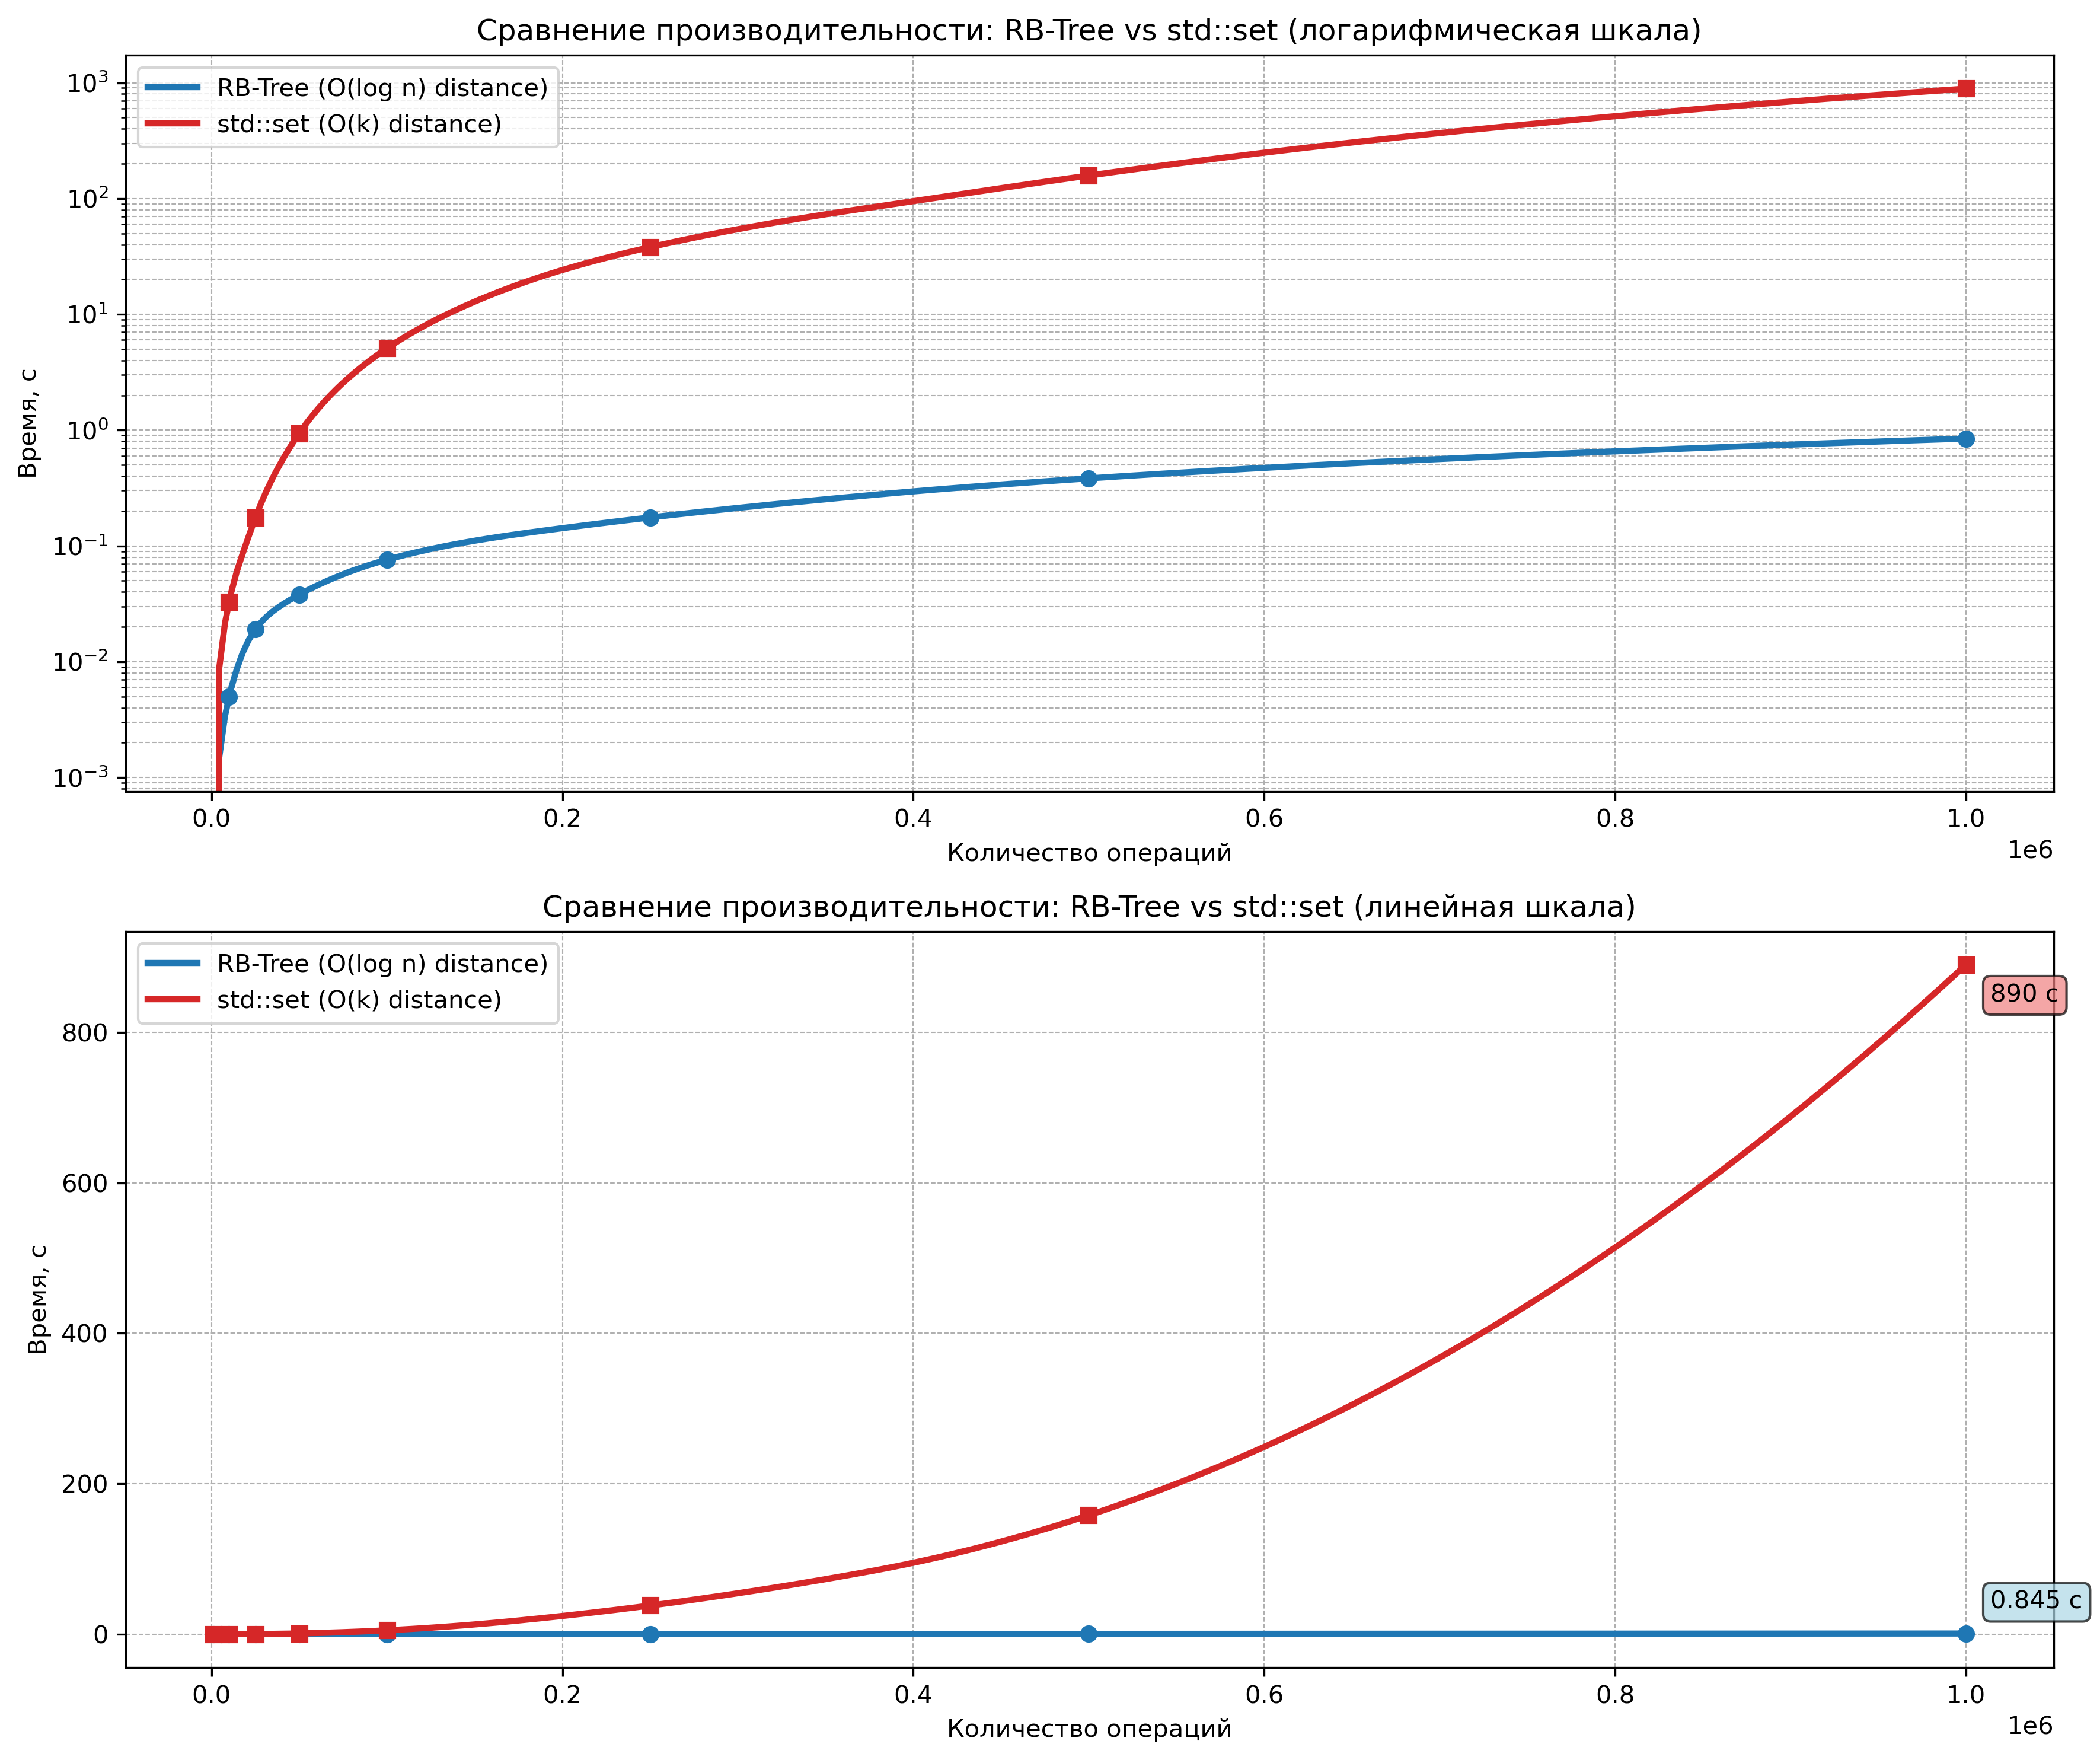 Сравнение производительности: RB-Tree vs std::set (логарифмическая шкала)
RB-Tree (O(log n) distance)
std::set (O(k) distance)
Время, с
10³
10²
10¹
10⁰
10⁻¹
10⁻²
10⁻³
0.0 0.2 0.4 0.6 0.8 1.0
1e6
Количество операций
Сравнение производительности: RB-Tree vs std::set (линейная шкала)
RB-Tree (O(log n) distance)
std::set (O(k) distance)
890 с
0.845 с
Время, с
800
600
400
200
0
0.0 0.2 0.4 0.6 0.8 1.0
1e6
Количество операций